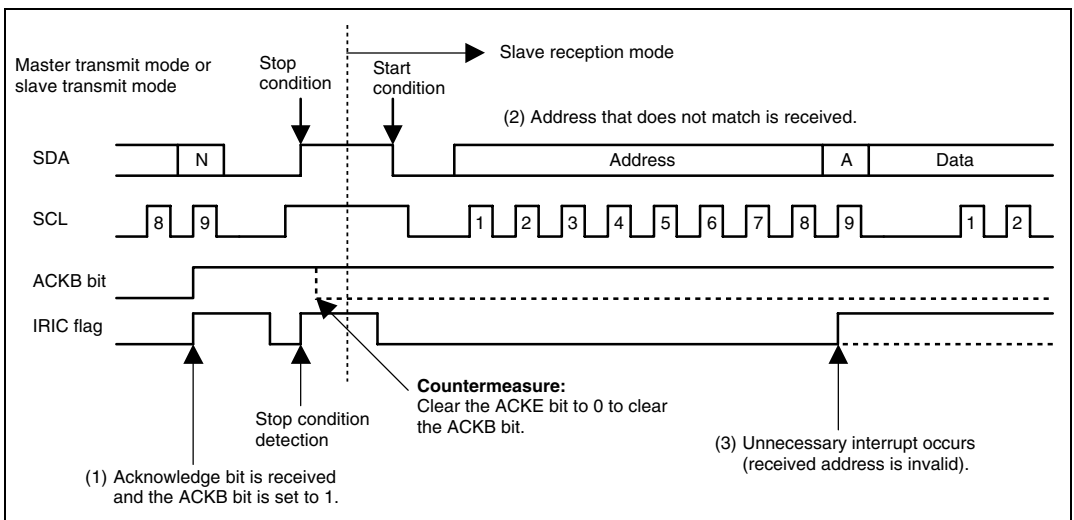 Master transmit mode or
slave transmit mode
Stop
condition
Start
condition
Slave reception mode
(2) Address that does not match is received.
SDA
N
Address
A
Data
SCL
8
9
1
2
3
4
5
6
7
8
9
1
2
ACKB bit
IRIC flag
Countermeasure:
Clear the ACKE bit to 0 to clear
the ACKB bit.
Stop condition
detection
(3) Unnecessary interrupt occurs
(received address is invalid).
(1) Acknowledge bit is received
and the ACKB bit is set to 1.